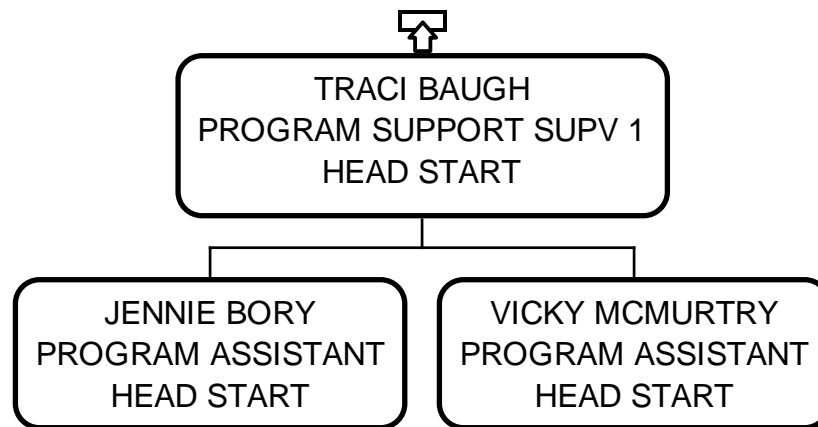 TRACI BAUGH
PROGRAM SUPPORT SUPV 1
HEAD START
JENNIE BORY
PROGRAM ASSISTANT
HEAD START
VICKY MCMURTRY
PROGRAM ASSISTANT
HEAD START